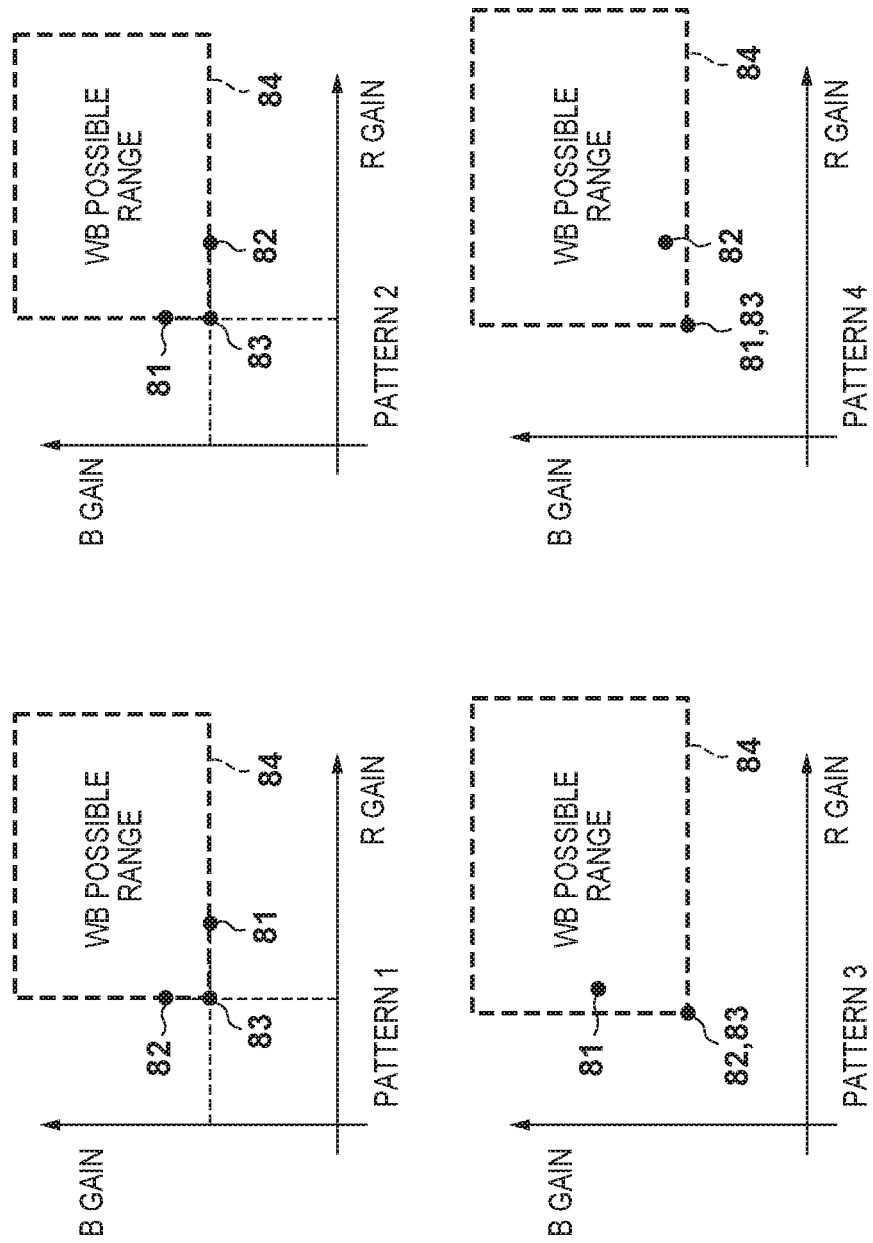 B GAIN
WB POSSIBLE
RANGE
82
81
83
84
R GAIN
PATTERN 1
B GAIN
WB POSSIBLE
RANGE
81
82
83
84
R GAIN
PATTERN 2
B GAIN
WB POSSIBLE
RANGE
81
82,83
84
R GAIN
PATTERN 3
B GAIN
WB POSSIBLE
RANGE
82
81,83
84
R GAIN
PATTERN 4